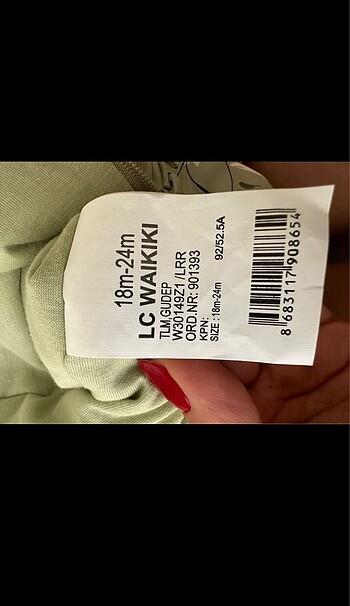 18m-24m
LC WAIKIKI
TLM,GUDEP
W30149Z1 / LRR
ORD.NR: 901393
KPN:
92/52.5A
SIZE : 18m-24m
8 683117 908654